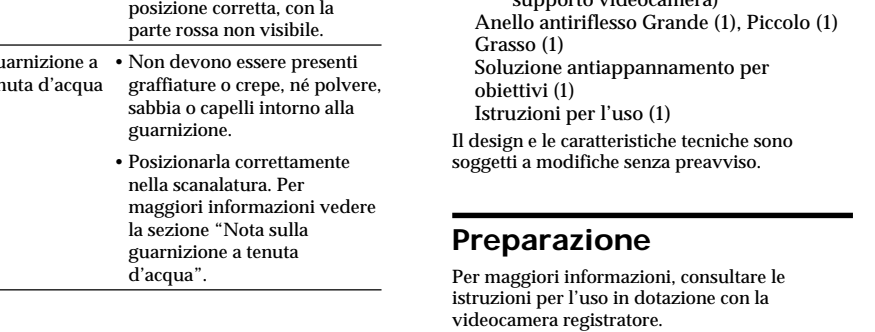 posizione corretta, con la
parte rossa non visibile.
a
d'acqua
• Non devono essere presenti
graffiature o crepe, né polvere,
sabbia o capelli intorno alla
guarnizione.
• Posizionarla correttamente
nella scanalatura. Per
maggiori informazioni vedere
la sezione “Nota sulla
guarnizione a tenuta
d'acqua”.
supporto videocamera)
Anello antiriflesso Grande (1), Piccolo (1)
Grasso (1)
Soluzione antiappannamento per
obiettivi (1)
Istruzioni per l'uso (1)
Il design e le caratteristiche tecniche sono
soggetti a modifiche senza preavviso.
Preparazione
Per maggiori informazioni, consultare le
istruzioni per l'uso in dotazione con la
videocamera registratore.